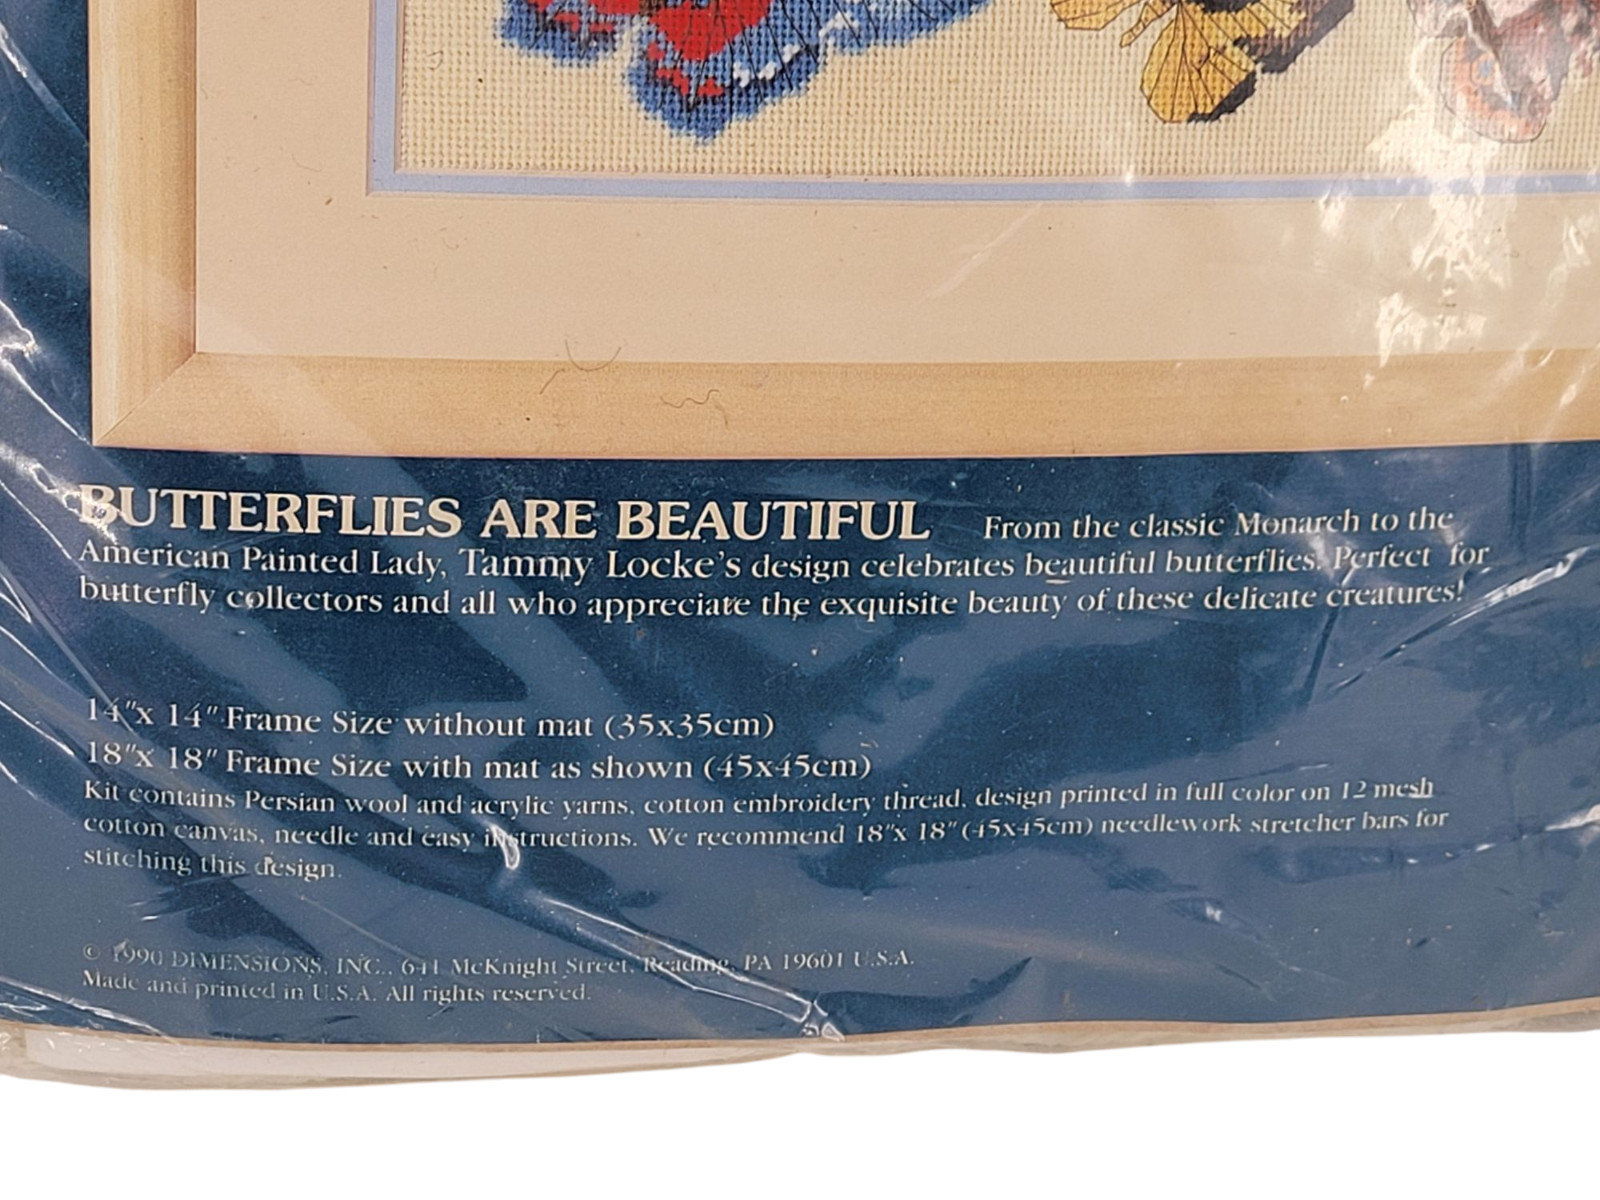 BUTTERFLIES ARE BEAUTIFUL From the classic Monarch to the
American Painted Lady, Tammy Locke's design celebrates beautiful butterflies. Perfect for
butterfly collectors and all who appreciate the exquisite beauty of these delicate creatures!
14"x 14" Frame Size without mat (35x35cm)
18"x 18" Frame Size with mat as shown (45x45cm)
Kit contains Persian wool and acrylic yarns, cotton embroidery thread, design printed in full color on 12 mesh
cotton canvas, needle and easy instructions. We recommend 18"x 18" (45x45cm) needlework stretcher bars for
stitching this design.
© 1990 DIMENSIONS, INC., 641 McKnight Street, Reading, PA 19601 U.S.A.
Made and printed in U.S.A. All rights reserved.